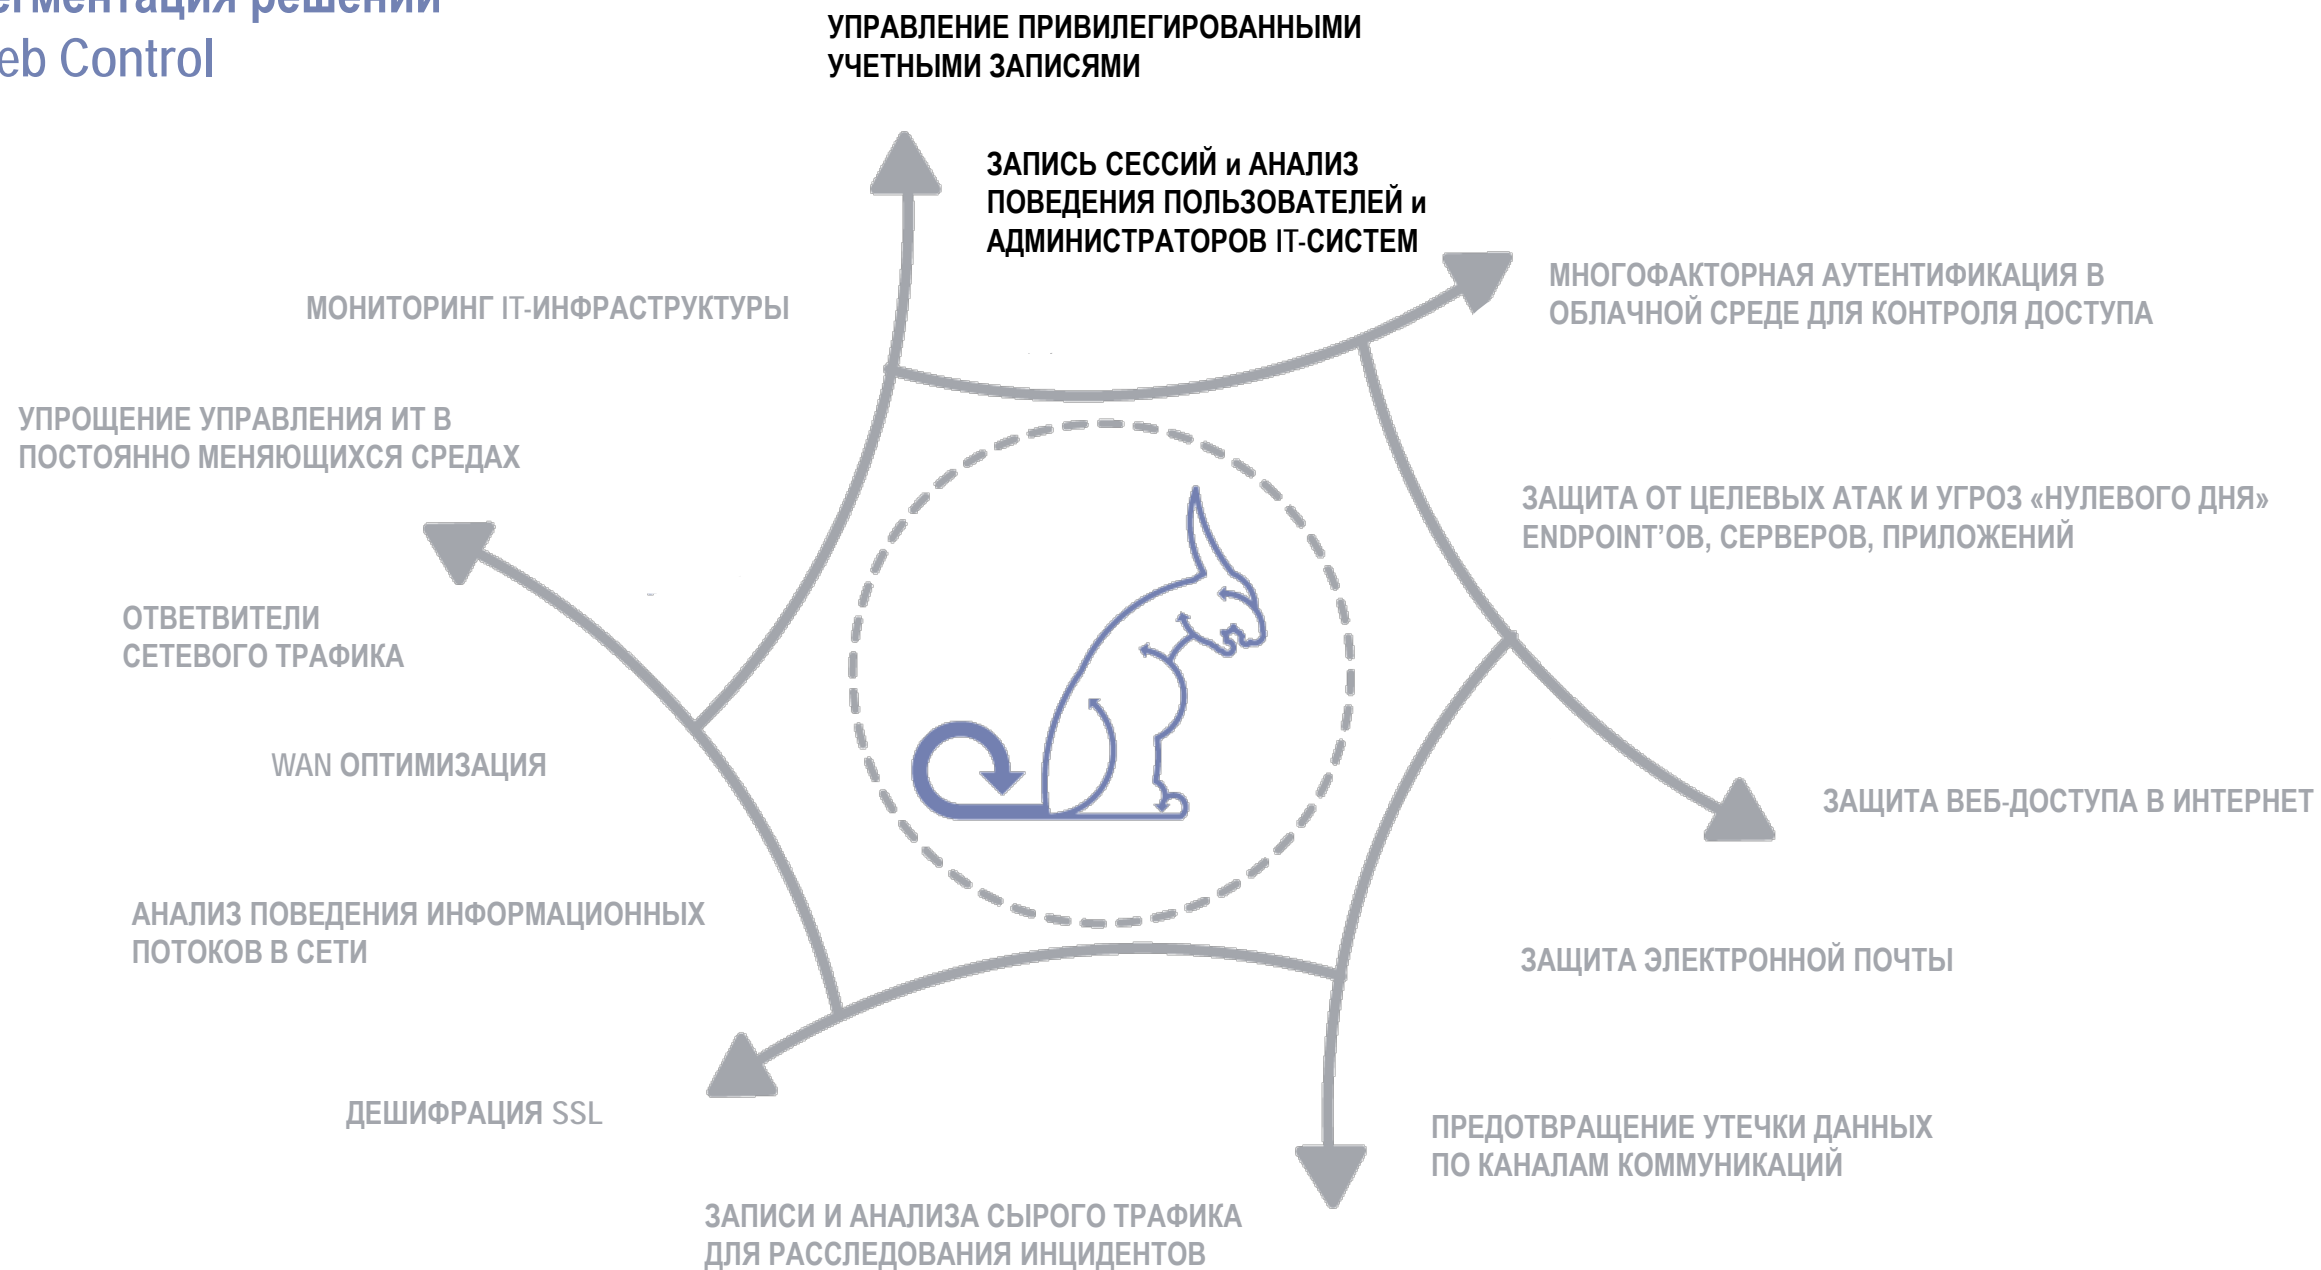 егментация решений
eb Control
УПРАВЛЕНИЕ ПРИВИЛЕГИРОВАННЫМИ
УЧЕТНЫМИ ЗАПИСЯМИ
ЗАПИСЬ СЕССИЙ и АНАЛИЗ
ПОВЕДЕНИЯ ПОЛЬЗОВАТЕЛЕЙ и
АДМИНИСТРАТОРОВ IT-СИСТЕМ
МНОГОФАКТОРНАЯ АУТЕНТИФИКАЦИЯ В
ОБЛАЧНОЙ СРЕДЕ ДЛЯ КОНТРОЛЯ ДОСТУПА
МОНИТОРИНГ IT-ИНФРАСТРУКТУРЫ
УПРОЩЕНИЕ УПРАВЛЕНИЯ ИТ В
ПОСТОЯННО МЕНЯЮЩИХСЯ СРЕДАХ
ЗАЩИТА ОТ ЦЕЛЕВЫХ АТАК И УГРОЗ «НУЛЕВОГО ДНЯ»
ENDPOINT’ОВ, СЕРВЕРОВ, ПРИЛОЖЕНИЙ
ОТВЕТВИТЕЛИ
СЕТЕВОГО ТРАФИКА
WAN ОПТИМИЗАЦИЯ
ЗАЩИТА ВЕБ-ДОСТУПА В ИНТЕРНЕТ
АНАЛИЗ ПОВЕДЕНИЯ ИНФОРМАЦИОННЫХ
ПОТОКОВ В СЕТИ
ЗАЩИТА ЭЛЕКТРОННОЙ ПОЧТЫ
ДЕШИФРАЦИЯ SSL
ПРЕДОТВРАЩЕНИЕ УТЕЧКИ ДАННЫХ
ПО КАНАЛАМ КОММУНИКАЦИЙ
ЗАПИСИ И АНАЛИЗА СЫРОГО ТРАФИКА
ДЛЯ РАССЛЕДОВАНИЯ ИНЦИДЕНТОВ